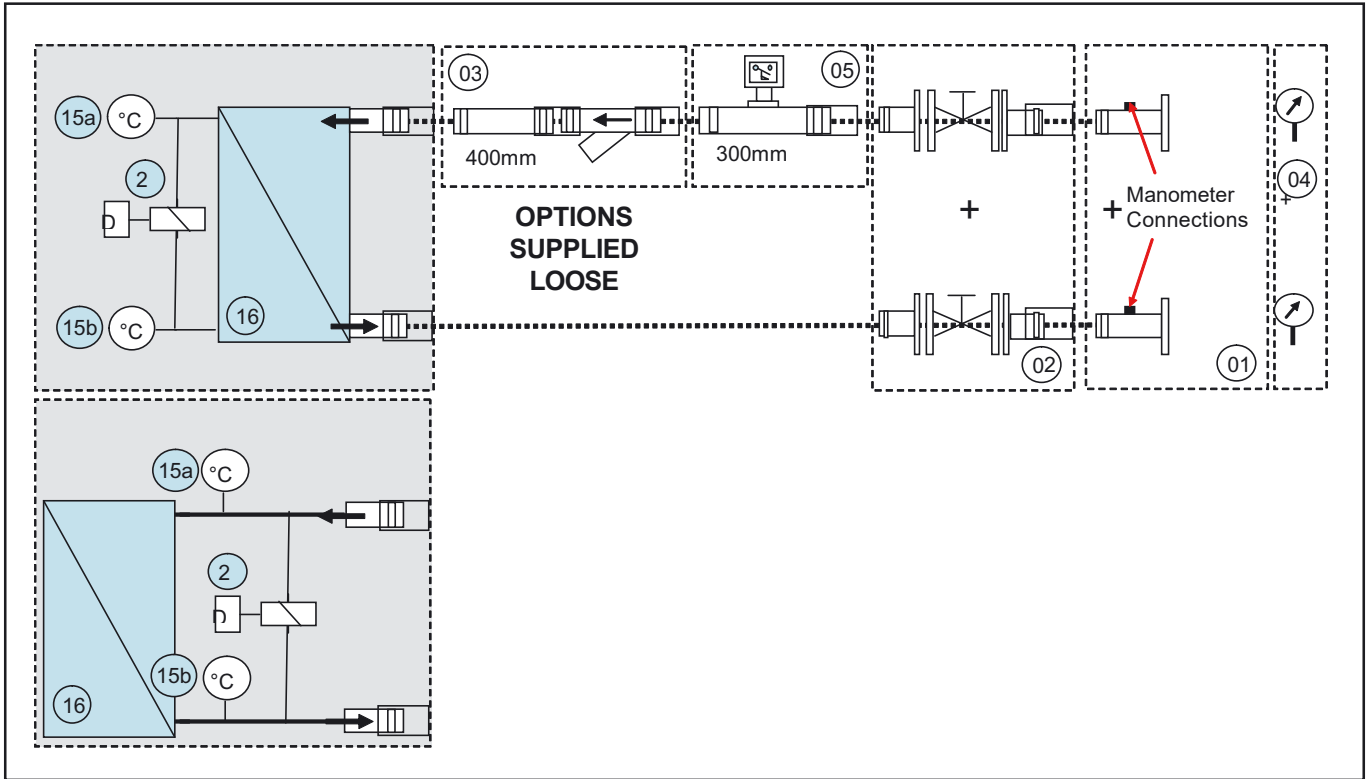 03
05
15a
°C
400mm
300mm
2
D
04
+
OPTIONS
SUPPLIED
LOOSE
+
+
Manometer
Connections
16
15b
°C
02
01
15a
°C
2
D
15b
°C
16